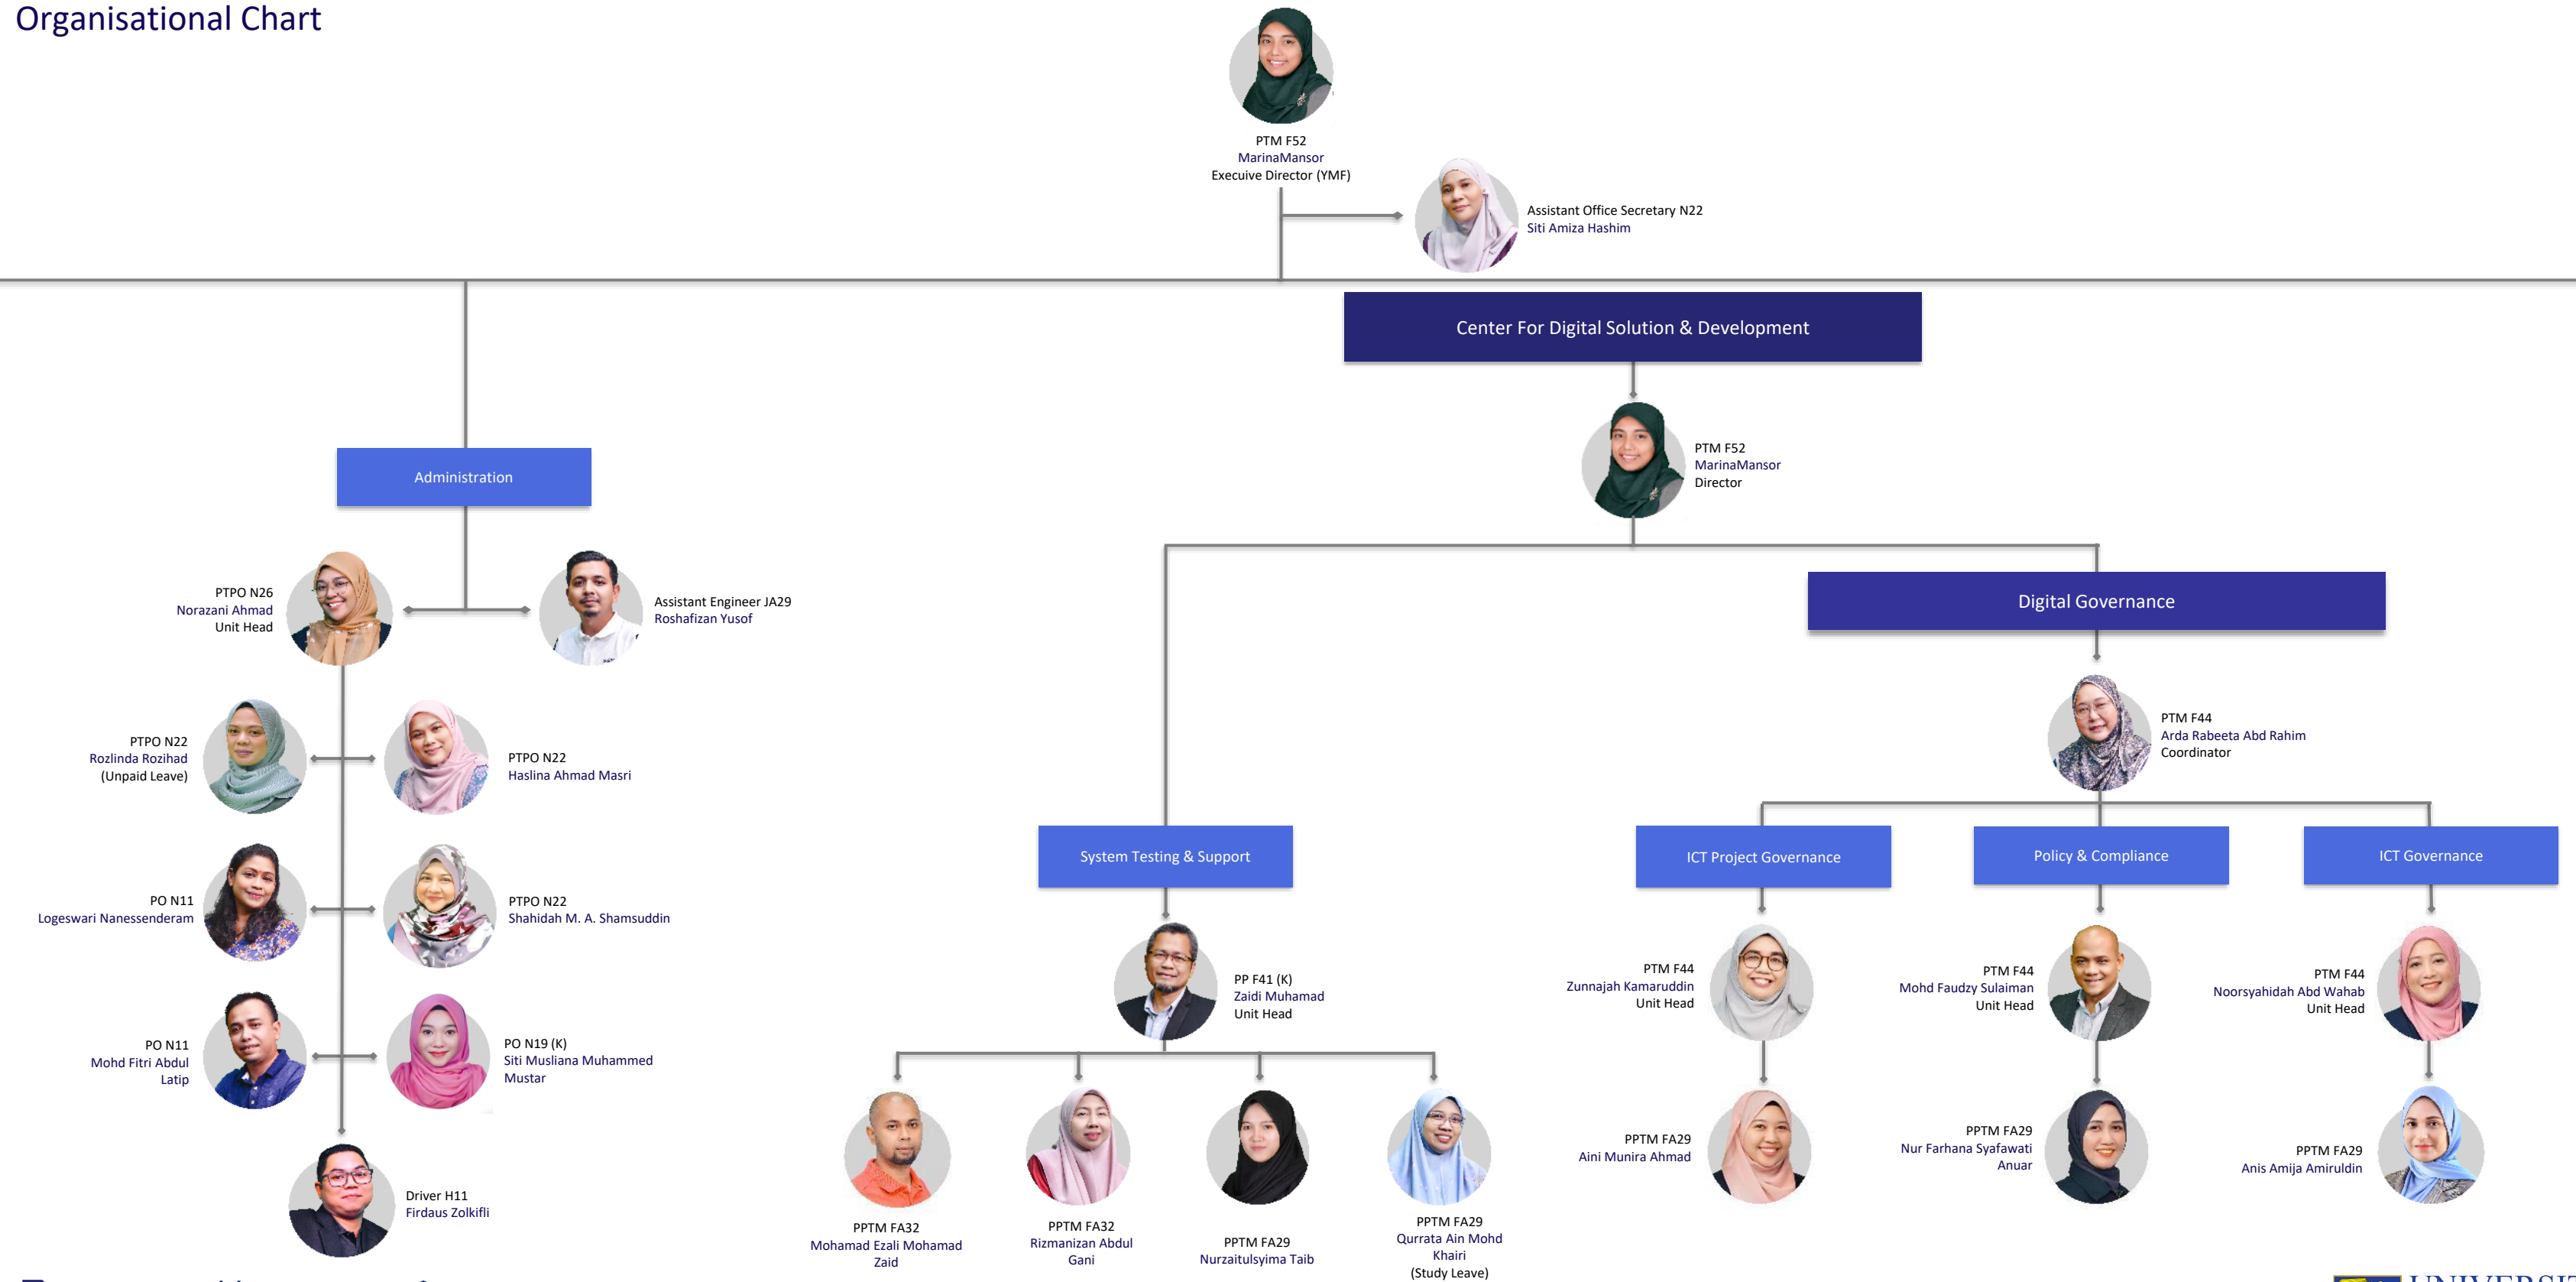 Organisational Chart
PTM F52
MarinaMansor
Execuive Director (YMF)
Assistant Office Secretary N22
Siti Amiza Hashim
Center For Digital Solution & Development
PTM F52
MarinaMansor
Director
Administration
PTPO N26
Norazani Ahmad
Unit Head
Assistant Engineer JA29
Roshafizan Yusof
PTPO N22
Rozlinda Rozihad
(Unpaid Leave)
PTPO N22
Haslina Ahmad Masri
PO N11
Logeswari Nanessenderam
PTPO N22
Shahidah M. A. Shamsuddin
PO N11
Mohd Fitri Abdul
Latip
PO N19 (K)
Siti Musliana Muhammed
Mustar
Driver H11
Firdaus Zolkifli
System Testing & Support
PP F41 (K)
Zaidi Muhamad
Unit Head
PPTM FA32
Mohamad Ezali Mohamad
Zaid
PPTM FA32
Rizmanizan Abdul
Gani
PPTM FA29
Nurzaitulsyima Taib
PPTM FA29
Qurrata Ain Mohd
Khairi
(Study Leave)
Digital Governance
PTM F44
Arda Rabeeta Abd Rahim
Coordinator
ICT Project Governance
PTM F44
Zunnajah Kamaruddin
Unit Head
PPTM FA29
Aini Munira Ahmad
Policy & Compliance
PTM F44
Mohd Faudzy Sulaiman
Unit Head
PPTM FA29
Nur Farhana Syafawati
Anuar
ICT Governance
PTM F44
Noorsyahidah Abd Wahab
Unit Head
PPTM FA29
Anis Amija Amiruldin